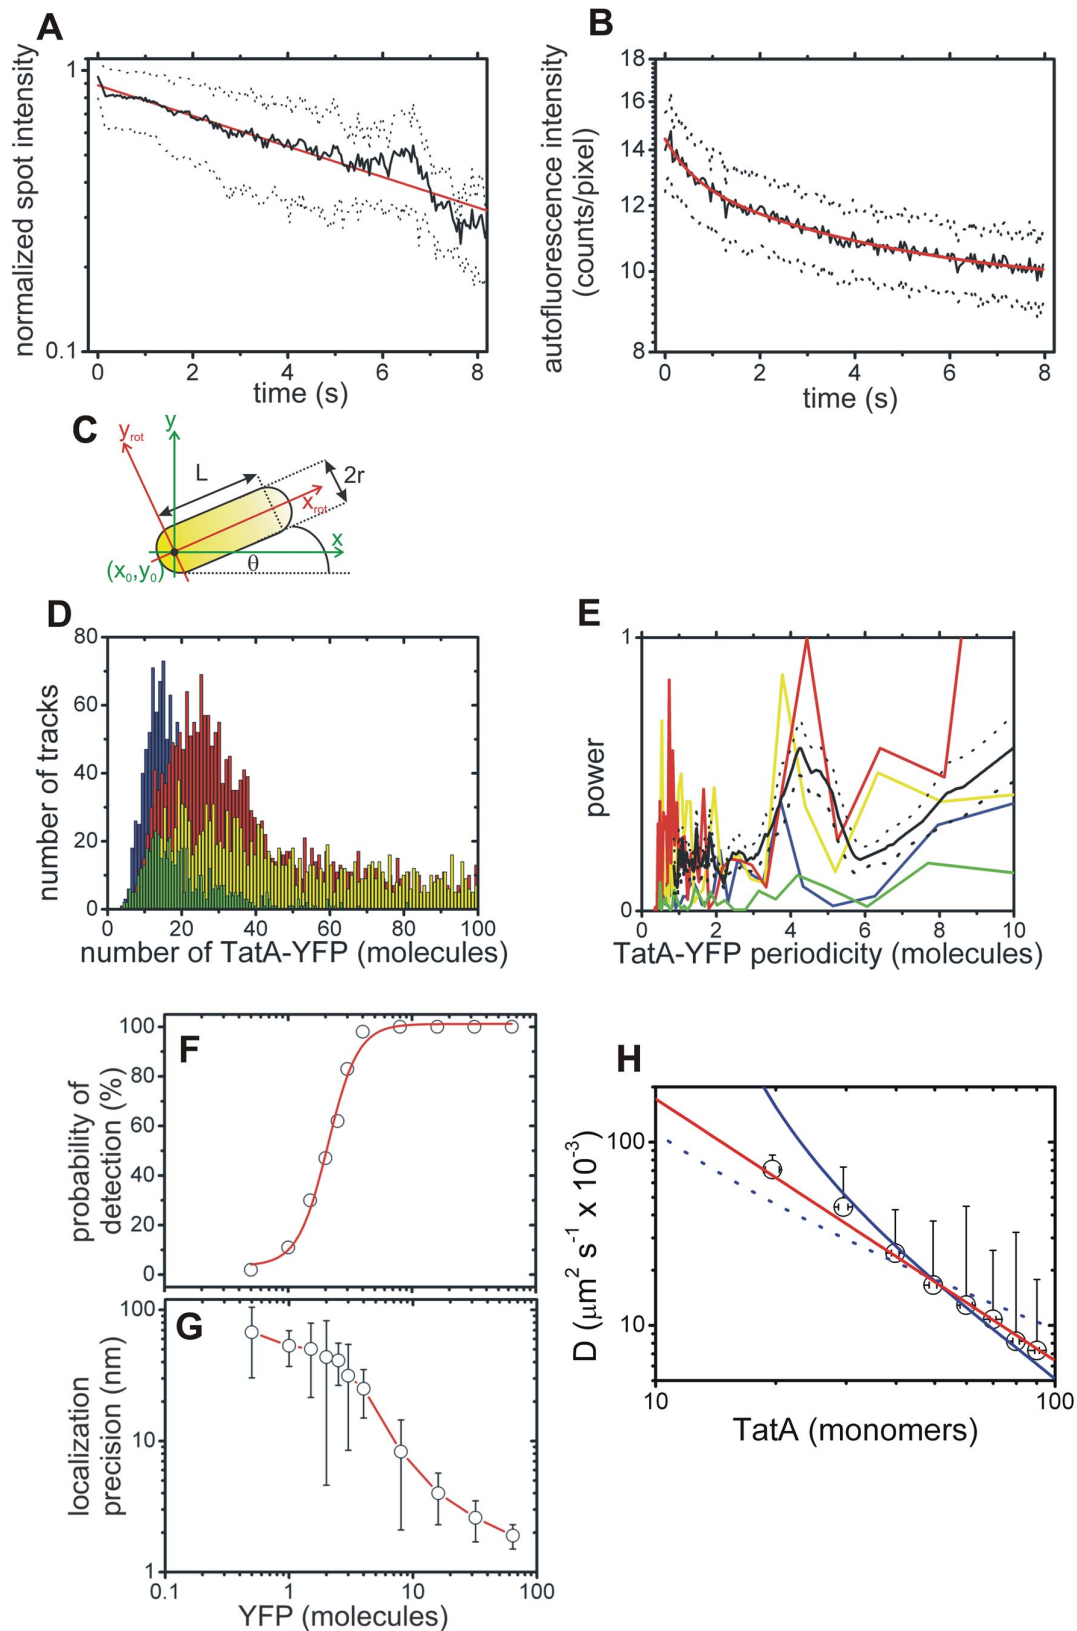 A
normalized spot intensity
1
0.1
0 2 4 6 8
time (s)
B
autofluorescence intensity
(counts/pixel)
18
16
14
12
10
8
0 2 4 6 8
time (s)
C
y_rot
y
L
2r
x_rot
x
θ
(x₀,y₀)
D
number of tracks
80
60
40
20
0
0 20 40 60 80 100
number of TatA-YFP (molecules)
E
power
1
0
0 2 4 6 8 10
TatA-YFP periodicity (molecules)
F
probability of
detection (%)
100
80
60
40
20
0
G
localization
precision (nm)
100
10
1
0.1 1 10 100
YFP (molecules)
H
D (μm² s⁻¹ x 10⁻³)
100
10
10 100
TatA (monomers)